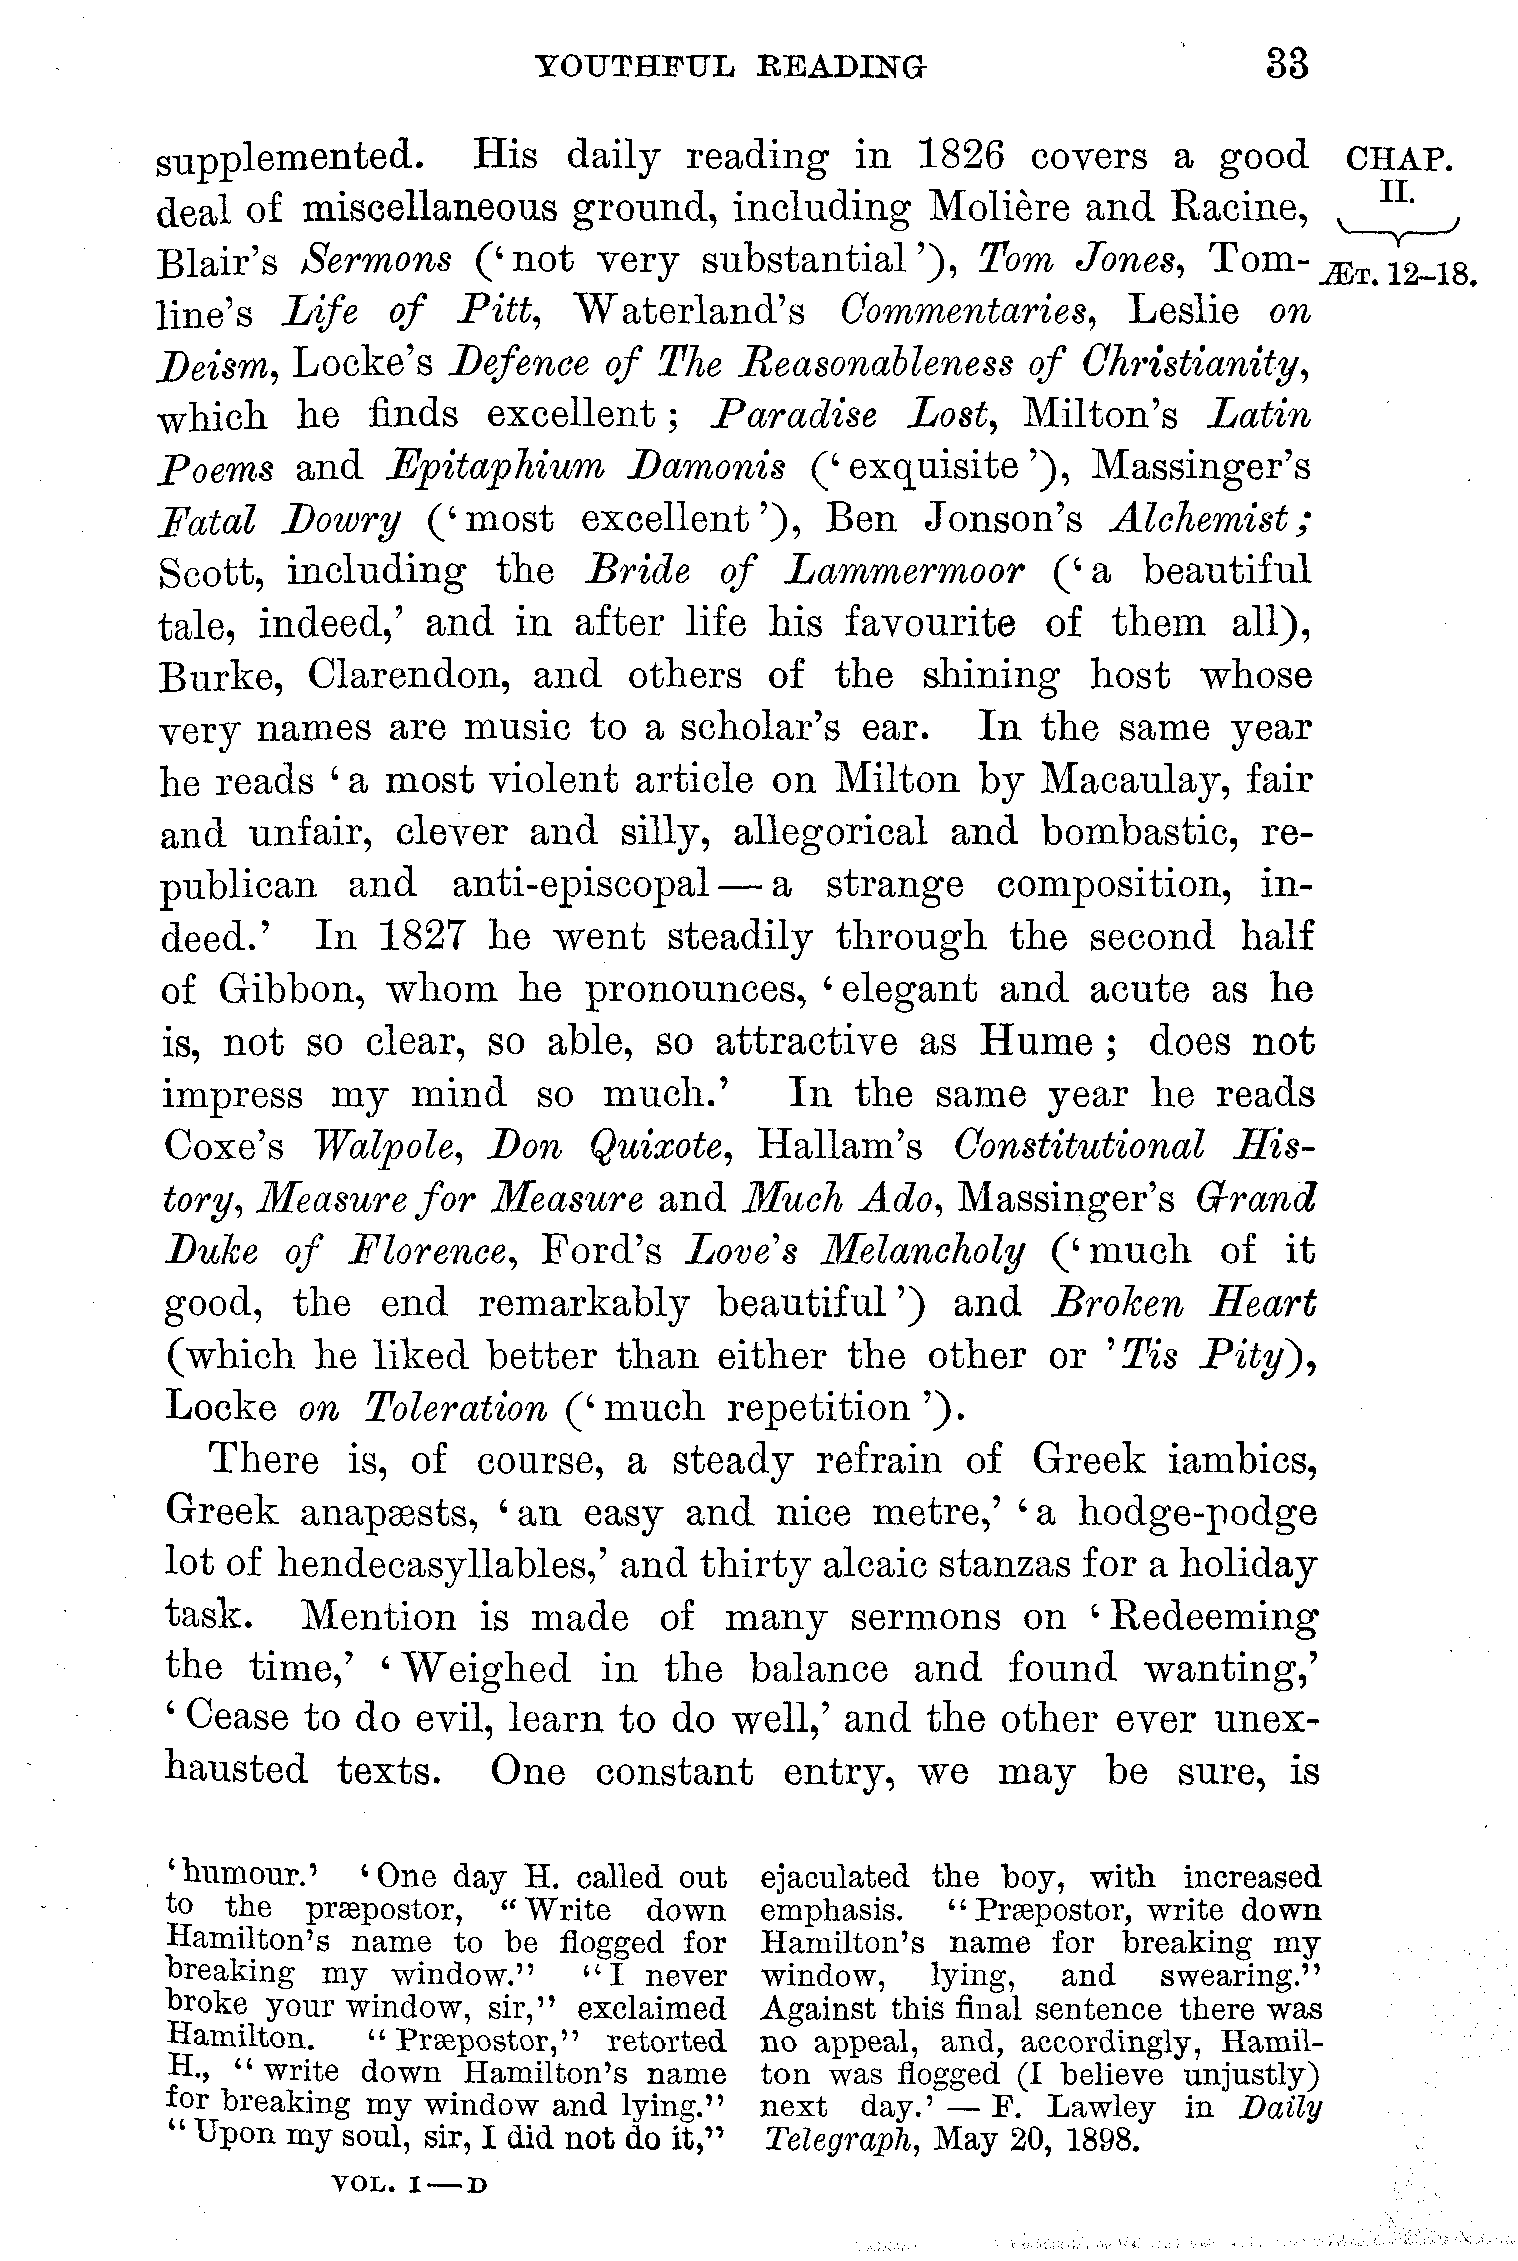 YOUTHFUL READING 33
supplemented. His daily reading in 1826 covers a good
deal of miscellaneous ground, including Molière and Racine,
Blair's Sermons (‘not very substantial’), Tom Jones, Tom-
line's Life of Pitt, Waterland's Commentaries, Leslie on
Deism, Locke's Defence of The Reasonableness of Christianity,
which he finds excellent; Paradise Lost, Milton's Latin
Poems and Epitaphium Damonis (‘exquisite’), Massinger's
Fatal Dowry (‘most excellent’), Ben Jonson's Alchemist;
Scott, including the Bride of Lammermoor (‘a beautiful
tale, indeed,’ and in after life his favourite of them all),
Burke, Clarendon, and others of the shining host whose
very names are music to a scholar's ear. In the same year
he reads ‘a most violent article on Milton by Macaulay, fair
and unfair, clever and silly, allegorical and bombastic, re-
publican and anti-episcopal—a strange composition, in-
deed.’ In 1827 he went steadily through the second half
of Gibbon, whom he pronounces, ‘elegant and acute as he
is, not so clear, so able, so attractive as Hume; does not
impress my mind so much.’ In the same year he reads
Coxe's Walpole, Don Quixote, Hallam's Constitutional His-
tory, Measure for Measure and Much Ado, Massinger's Grand
Duke of Florence, Ford's Love's Melancholy (‘much of it
good, the end remarkably beautiful’) and Broken Heart
(which he liked better than either the other or ’Tis Pity),
Locke on Toleration (‘much repetition’).
There is, of course, a steady refrain of Greek iambics,
Greek anapæsts, ‘an easy and nice metre,’ ‘a hodge-podge
lot of hendecasyllables,’ and thirty alcaic stanzas for a holiday
task. Mention is made of many sermons on ‘Redeeming
the time,’ ‘Weighed in the balance and found wanting,’
‘Cease to do evil, learn to do well,’ and the other ever unex-
hausted texts. One constant entry, we may be sure, is
CHAP.
II.
ÆT. 12–18.
‘humour.’ ‘One day H. called out
to the præpostor, “Write down
Hamilton's name to be flogged for
breaking my window.” “I never
broke your window, sir,” exclaimed
Hamilton. “Præpostor,” retorted
H., “write down Hamilton's name
for breaking my window and lying.”
“Upon my soul, sir, I did not do it,”
ejaculated the boy, with increased
emphasis. “Præpostor, write down
Hamilton's name for breaking my
window, lying, and swearing.”
Against this final sentence there was
no appeal, and, accordingly, Hamil-
ton was flogged (I believe unjustly)
next day.’ — F. Lawley in Daily
Telegraph, May 20, 1898.
VOL. I—D